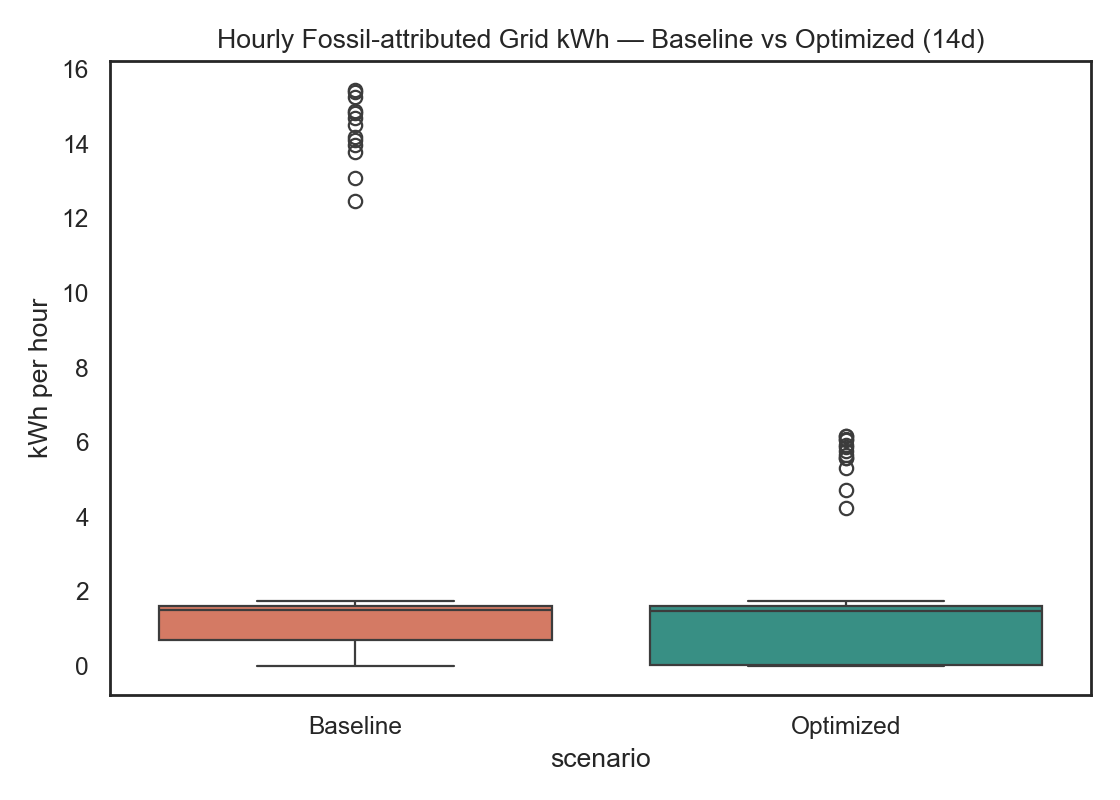 Hourly Fossil-attributed Grid kWh — Baseline vs Optimized (14d)
16
14
12
10
8
6
4
2
0
kWh per hour
Baseline
Optimized
scenario